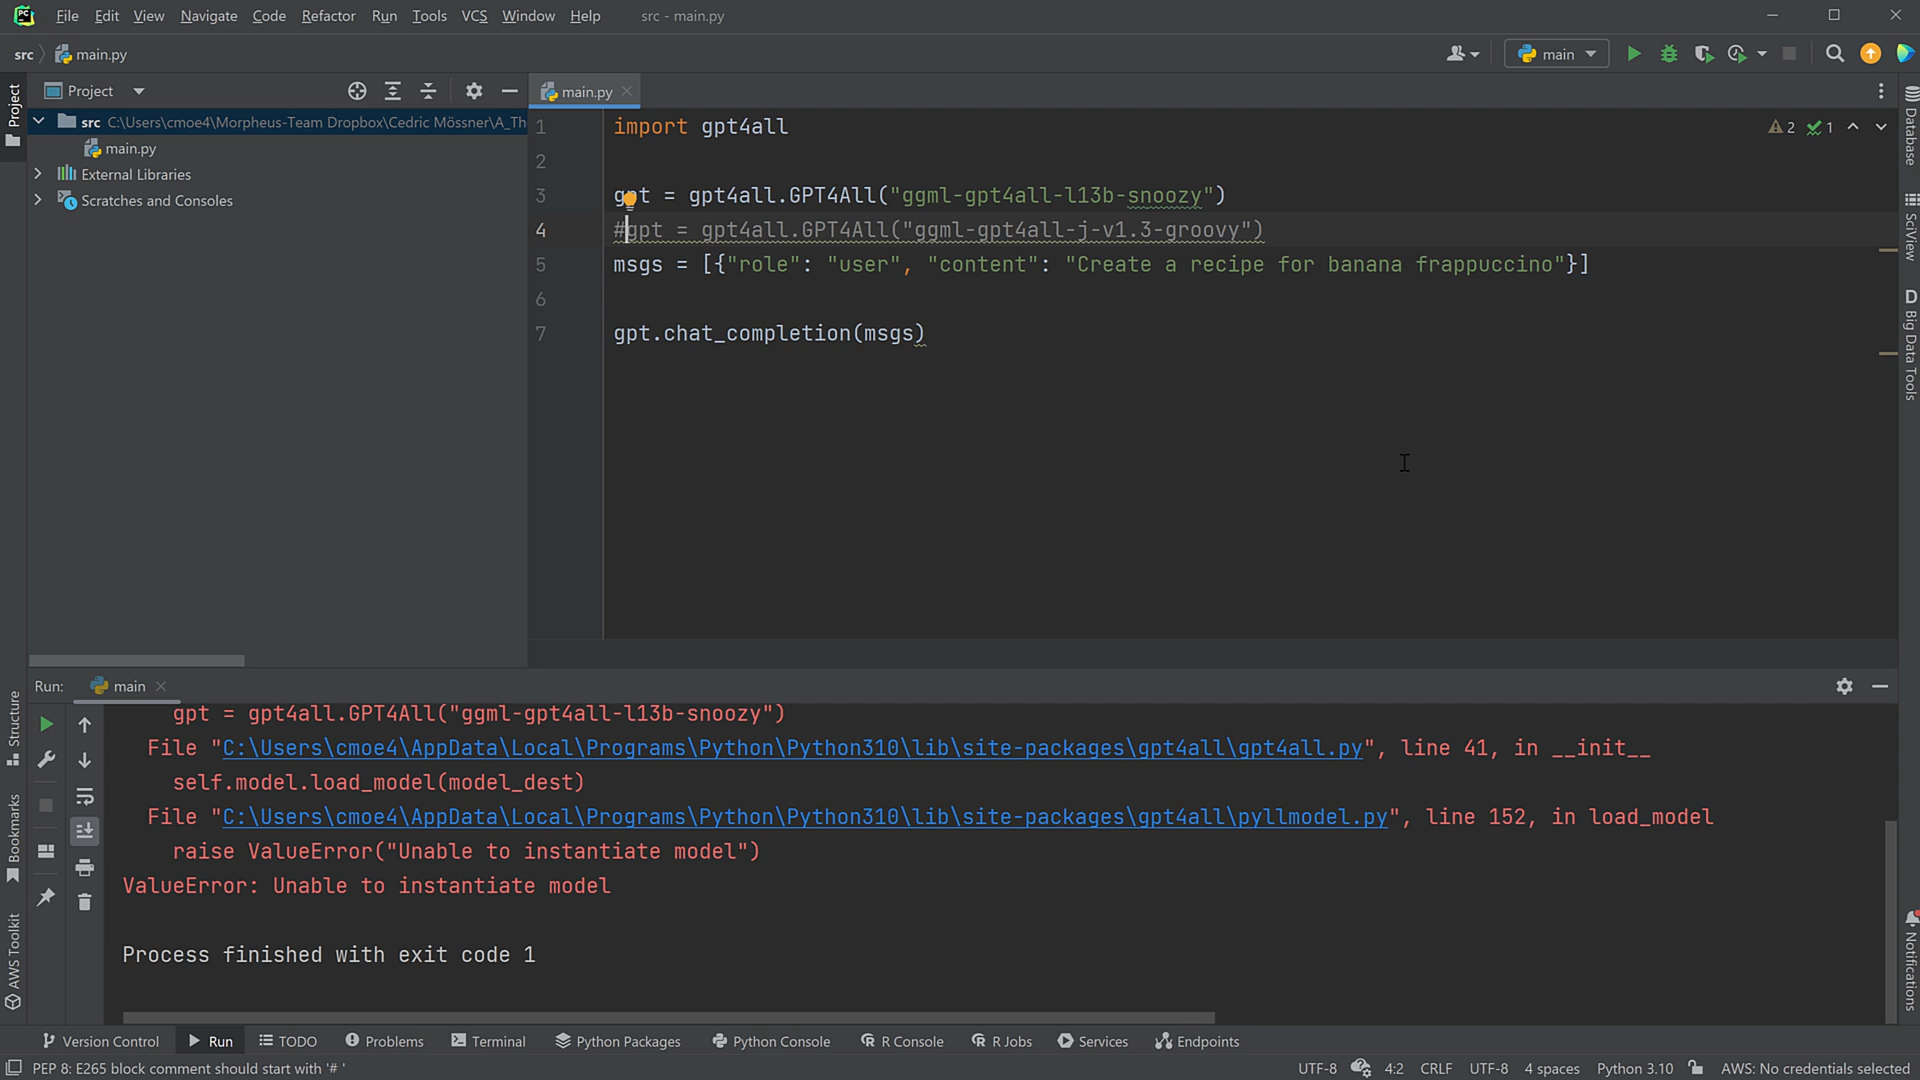 PC File Edit View Navigate Code Refactor Run Tools VCS Window Help src - main.py
src main.py main
Project main.py
src C:\Users\cmoe4\Morpheus-Team Dropbox\Cedric Mössner\A_Th
main.py
External Libraries
Scratches and Consoles
1 import gpt4all
2 1
2
3 gpt = gpt4all.GPT4All("ggml-gpt4all-l13b-snoozy")
4 #gpt = gpt4all.GPT4All("ggml-gpt4all-j-v1.3-groovy")
5 msgs = [{"role": "user", "content": "Create a recipe for banana frappuccino"}]
6
7 gpt.chat_completion(msgs)
Project
Structure
Bookmarks
AWS Toolkit
Database
SciView
D Big Data Tools
Notifications
Run: main
gpt = gpt4all.GPT4All("ggml-gpt4all-l13b-snoozy")
File "C:\Users\cmoe4\AppData\Local\Programs\Python\Python310\lib\site-packages\gpt4all\gpt4all.py", line 41, in __init__
self.model.load_model(model_dest)
File "C:\Users\cmoe4\AppData\Local\Programs\Python\Python310\lib\site-packages\gpt4all\pyllmodel.py", line 152, in load_model
raise ValueError("Unable to instantiate model")
ValueError: Unable to instantiate model
Process finished with exit code 1
Version Control Run TODO Problems Terminal Python Packages Python Console R Console R Jobs Services Endpoints
PEP 8: E265 block comment should start with '# ' UTF-8 4:2 CRLF UTF-8 4 spaces Python 3.10 AWS: No credentials selected